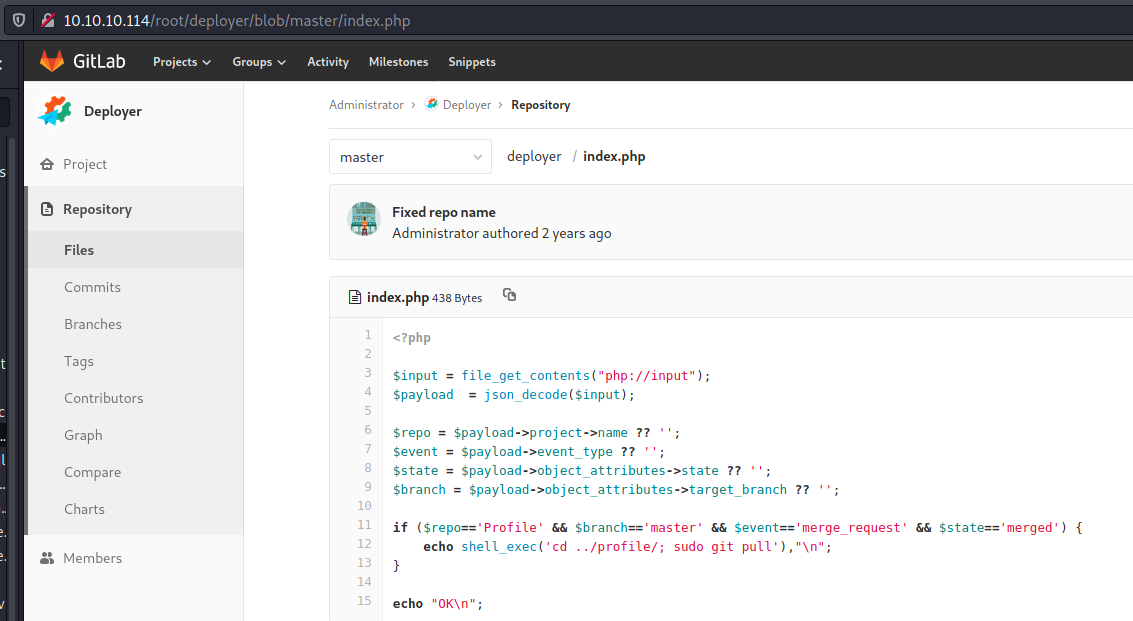 10.10.10.114/root/deployer/blob/master/index.php
GitLab Projects Groups Activity Milestones Snippets
Deployer
Project
Repository
Files
Commits
Branches
Tags
Contributors
Graph
Compare
Charts
Members
Administrator > Deployer > Repository
master deployer / index.php
Fixed repo name
Administrator authored 2 years ago
index.php 438 Bytes
1 <?php
2
3 $input = file_get_contents("php://input");
4 $payload  = json_decode($input);
5
6 $repo = $payload->project->name ?? '';
7 $event = $payload->event_type ?? '';
8 $state = $payload->object_attributes->state ?? '';
9 $branch = $payload->object_attributes->target_branch ?? '';
10
11 if ($repo=='Profile' && $branch=='master' && $event=='merge_request' && $state=='merged') {
12     echo shell_exec('cd ../profile/; sudo git pull'),"\n";
13 }
14
15 echo "OK\n";